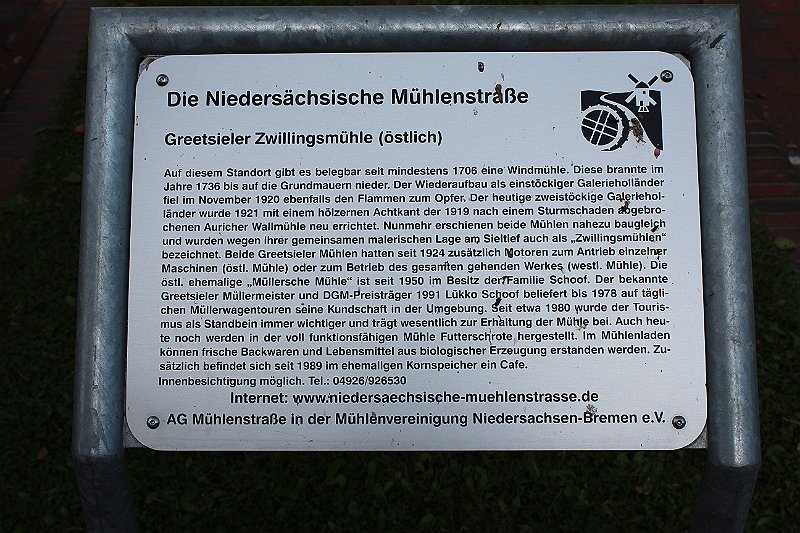 Die Niedersächsische Mühlenstraße
Greetsieler Zwillingsmühle (östlich)
Auf diesem Standort gibt es belegbar seit mindestens 1706 eine Windmühle. Diese brannte im
Jahre 1736 bis auf die Grundmauern nieder. Der Wiederaufbau als einstöckiger Galerieholländer
fiel im November 1920 ebenfalls den Flammen zum Opfer. Der heutige zweistöckige Galeriehol-
länder wurde 1921 mit einem hölzernen Achtkant der 1919 nach einem Sturmschaden abgebro-
chenen Auricher Wallmühle neu errichtet. Nunmehr erschienen beide Mühlen nahezu baugleich
und wurden wegen ihrer gemeinsamen malerischen Lage am Sieltief auch als „Zwillingsmühlen“
bezeichnet. Beide Greetsieler Mühlen hatten seit 1924 zusätzlich Motoren zum Antrieb einzelner
Maschinen (östl. Mühle) oder zum Betrieb des gesamten gehenden Werkes (westl. Mühle). Die
östl. ehemalige „Müllersche Mühle“ ist seit 1950 im Besitz der Familie Schoof. Der bekannte
Greetsieler Müllermeister und DGM-Preisträger 1991 Lükko Schoof beliefert bis 1978 auf tägli-
chen Müllerwagentouren seine Kundschaft in der Umgebung. Seit etwa 1980 wurde der Touris-
mus als Standbein immer wichtiger und trägt wesentlich zur Erhaltung der Mühle bei. Auch heu-
te noch werden in der voll funktionsfähigen Mühle Futterschrote hergestellt. Im Mühlenladen
können frische Backwaren und Lebensmittel aus biologischer Erzeugung erstanden werden. Zu-
sätzlich befindet sich seit 1989 im ehemaligen Kornspeicher ein Cafe.
Innenbesichtigung möglich. Tel.: 04926/926530
Internet: www.niedersaechsische-muehlenstrasse.de
AG Mühlenstraße in der Mühlenvereinigung Niedersachsen-Bremen e.V.